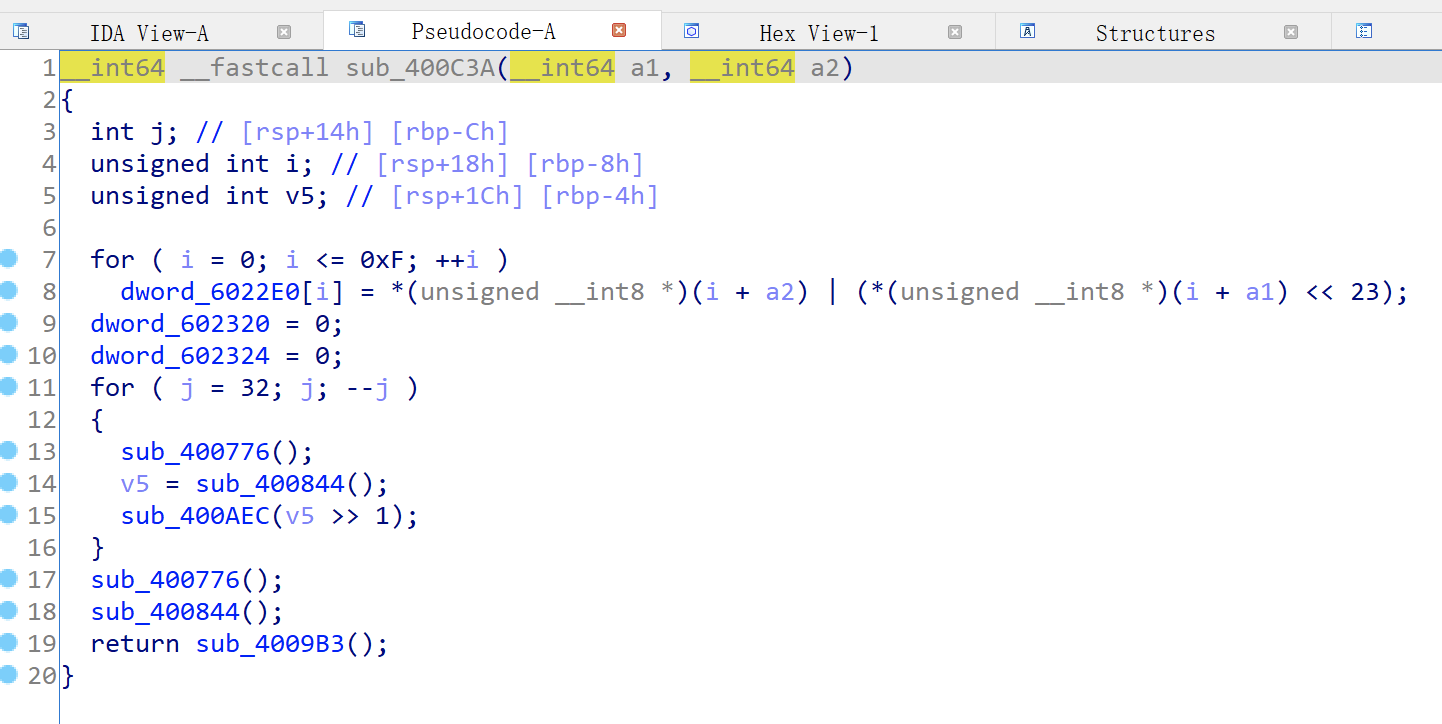 IDA View-A Pseudocode-A Hex View-1 Structures
1 __int64 __fastcall sub_400C3A(__int64 a1, __int64 a2)
2 {
3 int j; // [rsp+14h] [rbp-Ch]
4 unsigned int i; // [rsp+18h] [rbp-8h]
5 unsigned int v5; // [rsp+1Ch] [rbp-4h]
6
7 for ( i = 0; i <= 0xF; ++i )
8 dword_6022E0[i] = *(unsigned __int8 *)(i + a2) | (*(unsigned __int8 *)(i + a1) << 23);
9 dword_602320 = 0;
10 dword_602324 = 0;
11 for ( j = 32; j; --j )
12 {
13 sub_400776();
14 v5 = sub_400844();
15 sub_400AEC(v5 >> 1);
16 }
17 sub_400776();
18 sub_400844();
19 return sub_4009B3();
20 }